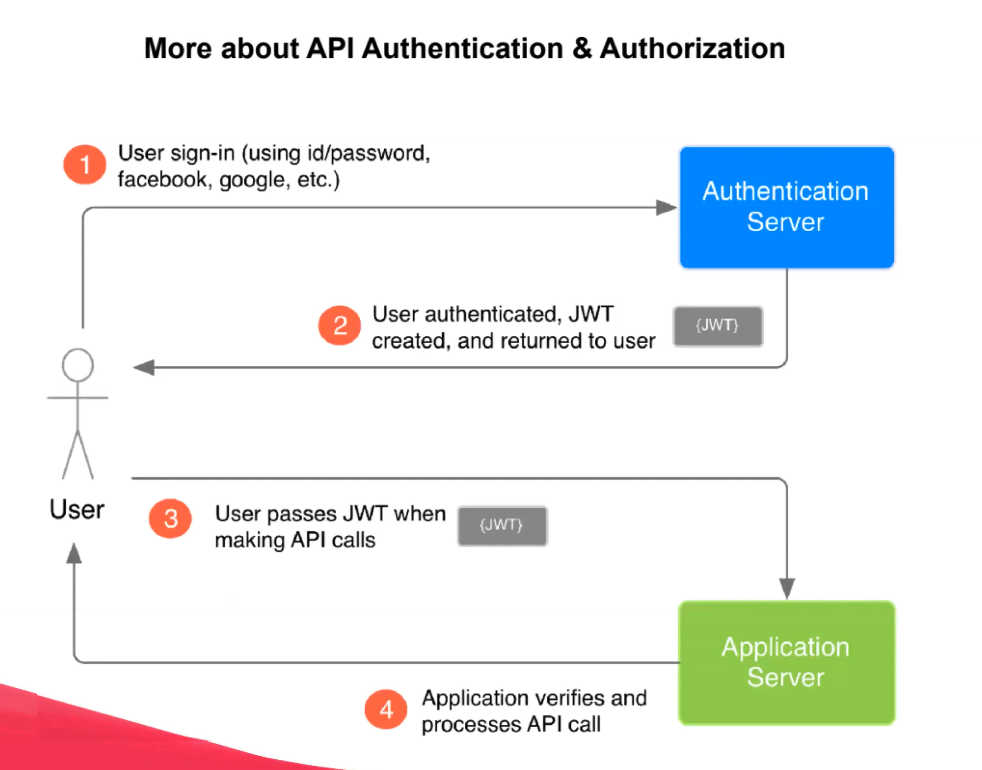 More about API Authentication & Authorization
1
User sign-in (using id/password,
facebook, google, etc.)
Authentication
Server
2
User authenticated, JWT
created, and returned to user
{JWT}
User
3
User passes JWT when
making API calls
{JWT}
Application
Server
4
Application verifies and
processes API call